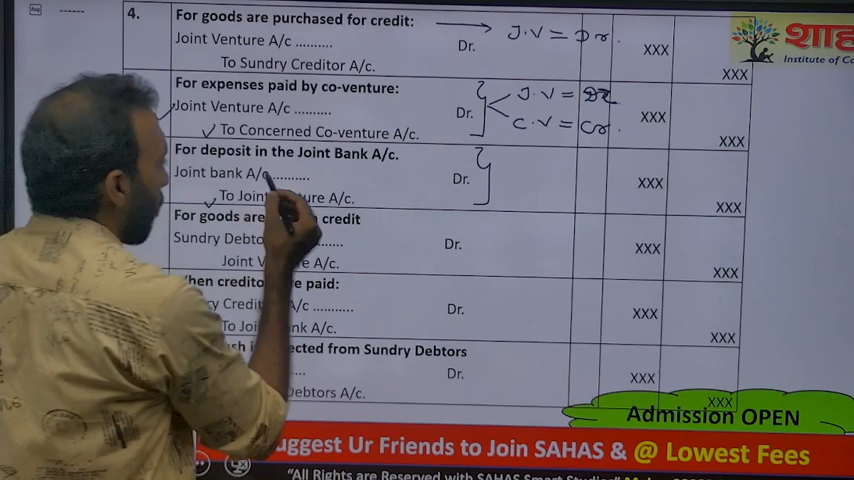 4.
For goods are purchased for credit:
Joint Venture A/c .......... Dr. XXX
To Sundry Creditor A/c. XXX
J.V = Dr.
For expenses paid by co-venture:
Joint Venture A/c .......... Dr. XXX
To Concerned Co-venture A/c. XXX
J.V = Dr
C.V = Cr.
For deposit in the Joint Bank A/c.
Joint bank A/c .......... Dr. XXX
To Joint ture A/c. XXX
For goods are credit
Sundry Debto ...... Dr. XXX
Joint V e A/c. XXX
hen credito e paid:
ry Credit A/c ........... Dr. XXX
To Joi nk A/c. XXX
sh i ected from Sundry Debtors
.... Dr. XXX
Debtors A/c. XXX
शाह
Institute of Co
Admission OPEN
uggest Ur Friends to Join SAHAS & @ Lowest Fees
"All Rights are Reserved with SAHAS Smart Studies"